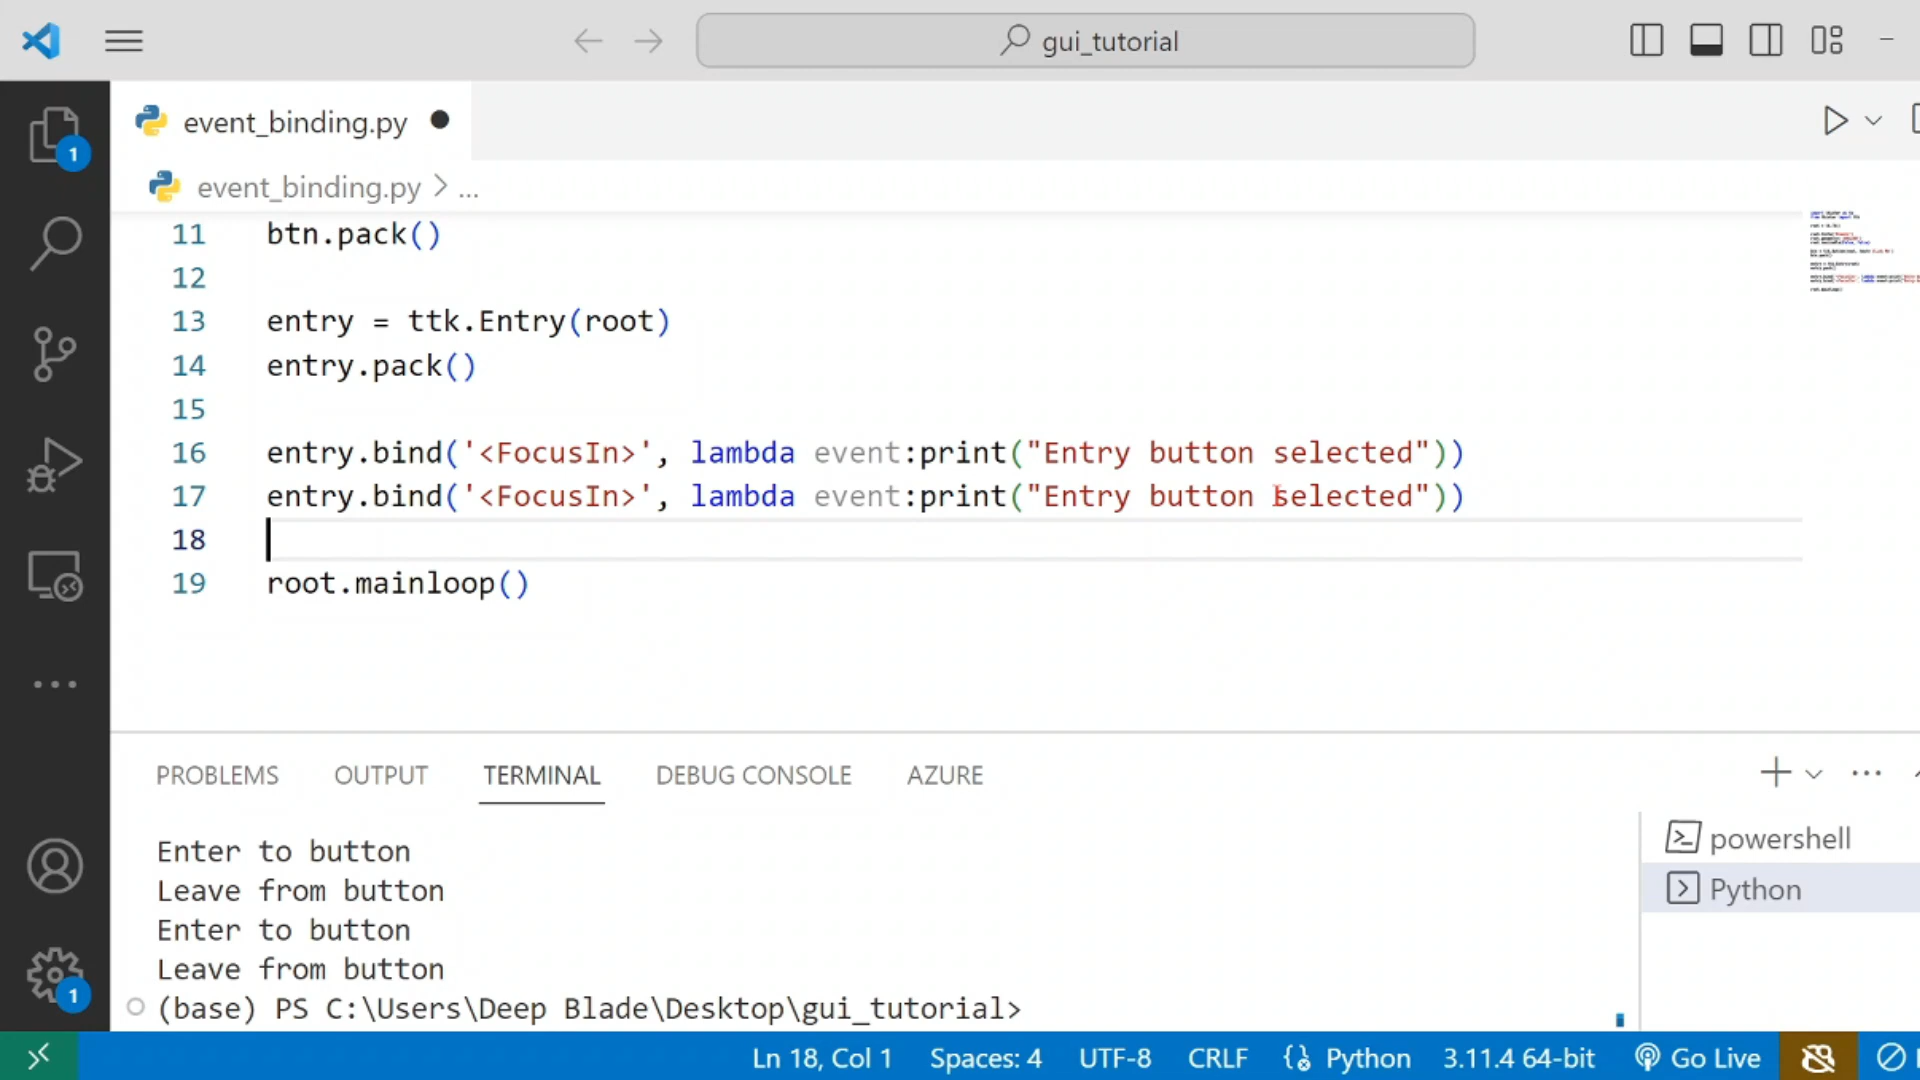 gui_tutorial
event_binding.py
event_binding.py > ...
11 btn.pack()
12
13 entry = ttk.Entry(root)
14 entry.pack()
15
16 entry.bind('<FocusIn>', lambda event:print("Entry button selected"))
17 entry.bind('<FocusIn>', lambda event:print("Entry button selected"))
18
19 root.mainloop()
1
PROBLEMS OUTPUT TERMINAL DEBUG CONSOLE AZURE
Enter to button
Leave from button
Enter to button
Leave from button
(base) PS C:\Users\Deep Blade\Desktop\gui_tutorial>
powershell
Python
1
Ln 18, Col 1 Spaces: 4 UTF-8 CRLF Python 3.11.4 64-bit Go Live